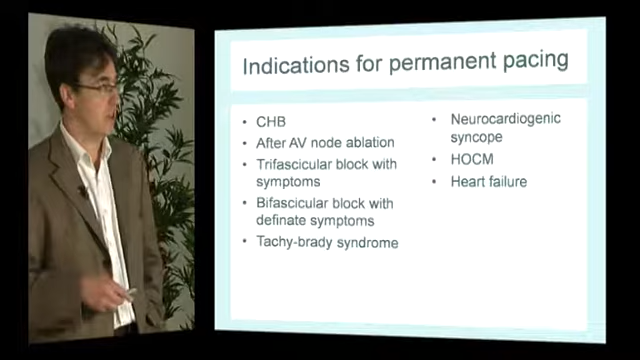 Indications for permanent pacing
• CHB
• After AV node ablation
• Trifascicular block with
symptoms
• Bifascicular block with
definate symptoms
• Tachy-brady syndrome
• Neurocardiogenic
syncope
• HOCM
• Heart failure